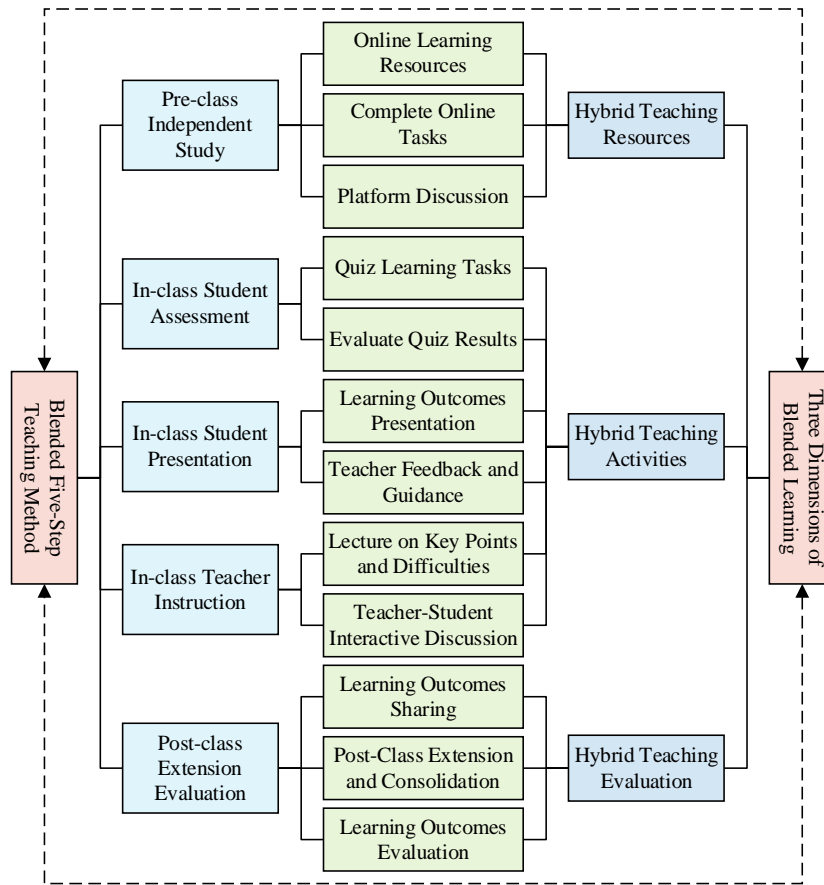 Blended Five-Step
Teaching Method
Pre-class
Independent
Study
In-class Student
Assessment
In-class Student
Presentation
In-class Teacher
Instruction
Post-class
Extension
Evaluation
Online Learning
Resources
Complete Online
Tasks
Platform Discussion
Quiz Learning Tasks
Evaluate Quiz Results
Learning Outcomes
Presentation
Teacher Feedback and
Guidance
Lecture on Key Points
and Difficulties
Teacher-Student
Interactive Discussion
Learning Outcomes
Sharing
Post-Class Extension
and Consolidation
Learning Outcomes
Evaluation
Hybrid Teaching
Resources
Hybrid Teaching
Activities
Hybrid Teaching
Evaluation
Three Dimensions of
Blended Learning